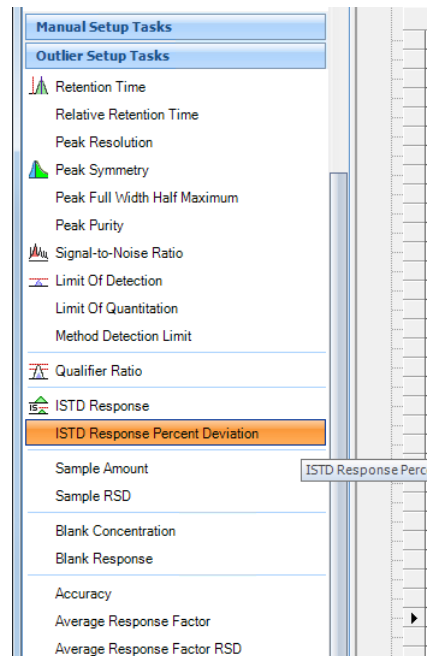 Manual Setup Tasks
Outlier Setup Tasks
Retention Time
Relative Retention Time
Peak Resolution
Peak Symmetry
Peak Full Width Half Maximum
Peak Purity
Signal-to-Noise Ratio
Limit Of Detection
Limit Of Quantitation
Method Detection Limit
Qualifier Ratio
IS ISTD Response
ISTD Response Percent Deviation
Sample Amount
ISTD Response Perc
Sample RSD
Blank Concentration
Blank Response
Accuracy
Average Response Factor
Average Response Factor RSD